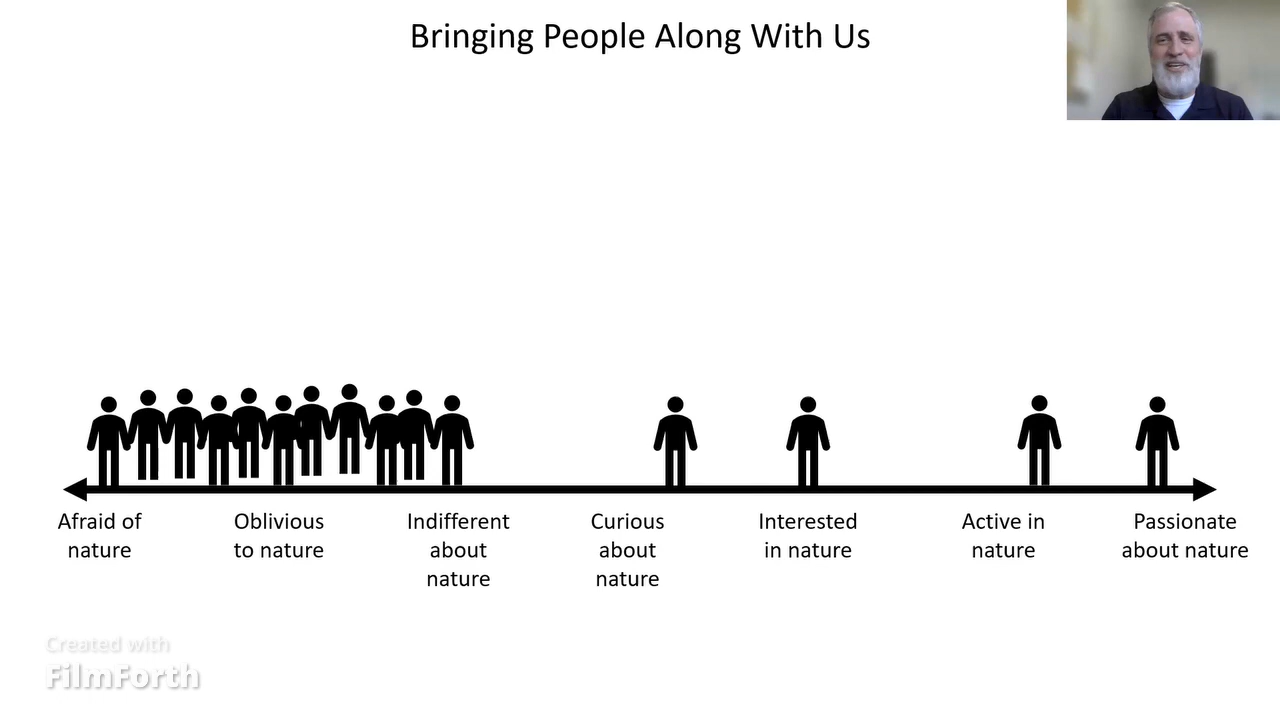 Bringing People Along With Us
Afraid of
nature
Oblivious
to nature
Indifferent
about
nature
Curious
about
nature
Interested
in nature
Active in
nature
Passionate
about nature
Created with
FilmForth